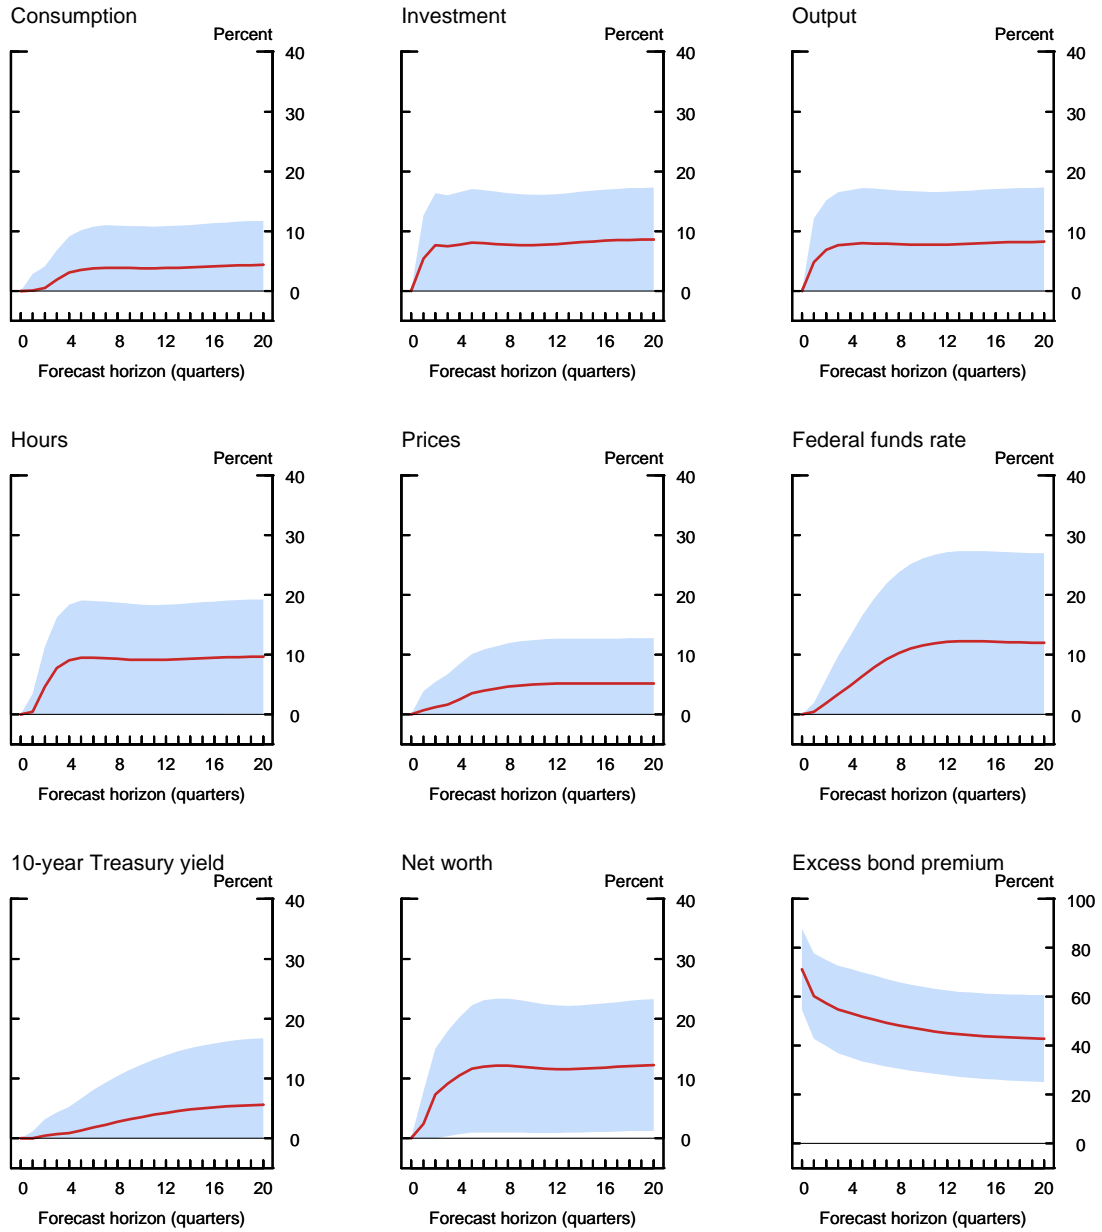 Consumption
Percent
40
30
20
10
0
0 4 8 12 16 20
Forecast horizon (quarters)
Investment
Percent
40
30
20
10
0
0 4 8 12 16 20
Forecast horizon (quarters)
Output
Percent
40
30
20
10
0
0 4 8 12 16 20
Forecast horizon (quarters)
Hours
Percent
40
30
20
10
0
0 4 8 12 16 20
Forecast horizon (quarters)
Prices
Percent
40
30
20
10
0
0 4 8 12 16 20
Forecast horizon (quarters)
Federal funds rate
Percent
40
30
20
10
0
0 4 8 12 16 20
Forecast horizon (quarters)
10-year Treasury yield
Percent
40
30
20
10
0
0 4 8 12 16 20
Forecast horizon (quarters)
Net worth
Percent
40
30
20
10
0
0 4 8 12 16 20
Forecast horizon (quarters)
Excess bond premium
Percent
100
80
60
40
20
0
0 4 8 12 16 20
Forecast horizon (quarters)